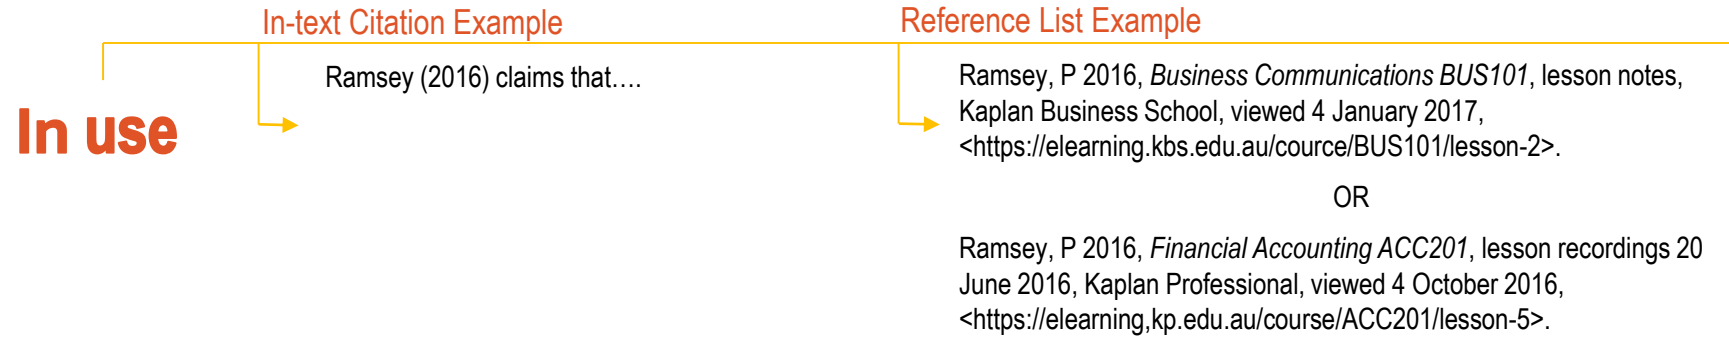 In use
In-text Citation Example
Ramsey (2016) claims that….
Reference List Example
Ramsey, P 2016, Business Communications BUS101, lesson notes,
Kaplan Business School, viewed 4 January 2017,
<https://elearning.kbs.edu.au/cource/BUS101/lesson-2>.
OR
Ramsey, P 2016, Financial Accounting ACC201, lesson recordings 20
June 2016, Kaplan Professional, viewed 4 October 2016,
<https://elearning,kp.edu.au/course/ACC201/lesson-5>.